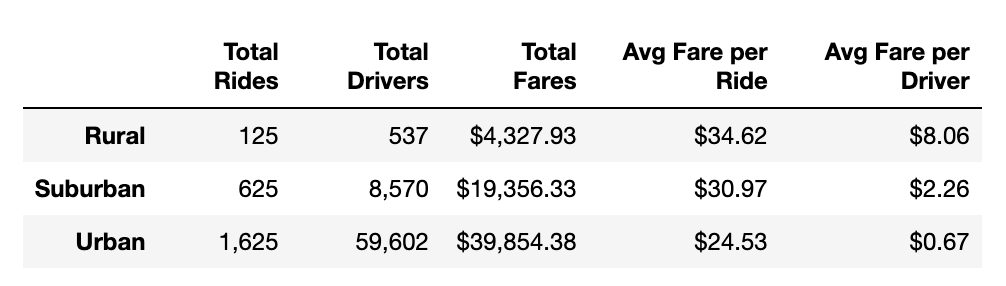 Total Rides Total Drivers Total Fares Avg Fare per Ride Avg Fare per Driver
Rural 125 537 $4,327.93 $34.62 $8.06
Suburban 625 8,570 $19,356.33 $30.97 $2.26
Urban 1,625 59,602 $39,854.38 $24.53 $0.67